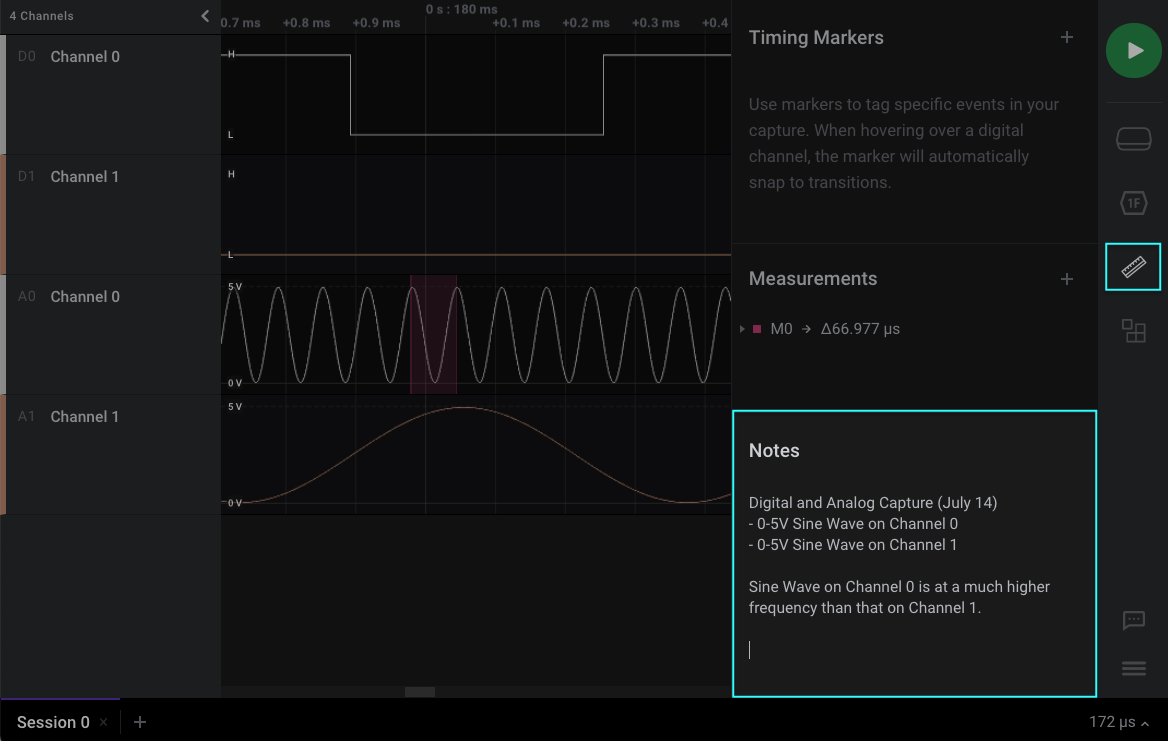 4 Channels
0 s : 180 ms
0.7 ms +0.8 ms +0.9 ms +0.1 ms +0.2 ms +0.3 ms +0.4
D0 Channel 0
H
L
D1 Channel 1
H
L
A0 Channel 0
5 V
0 V
A1 Channel 1
5 V
0 V
Timing Markers
Use markers to tag specific events in your
capture. When hovering over a digital
channel, the marker will automatically
snap to transitions.
Measurements
M0 → Δ66.977 µs
Notes
Digital and Analog Capture (July 14)
- 0-5V Sine Wave on Channel 0
- 0-5V Sine Wave on Channel 1
Sine Wave on Channel 0 is at a much higher
frequency than that on Channel 1.
1F
Session 0
172 µs